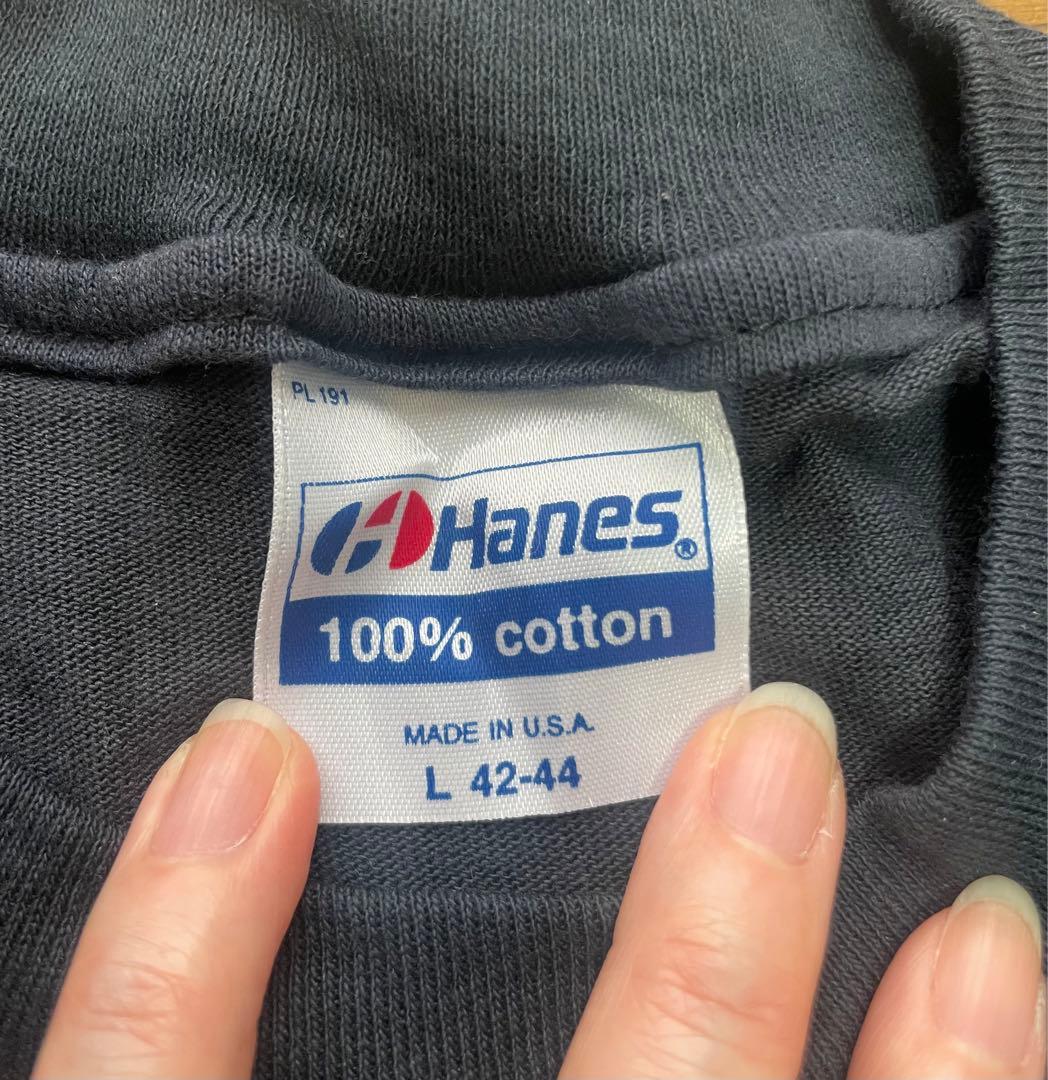 PL 191
Hanes®
100% cotton
MADE IN U.S.A.
L 42-44